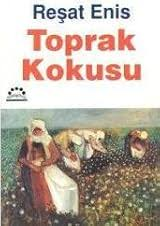 Reşat Enis
Toprak
Kokusu